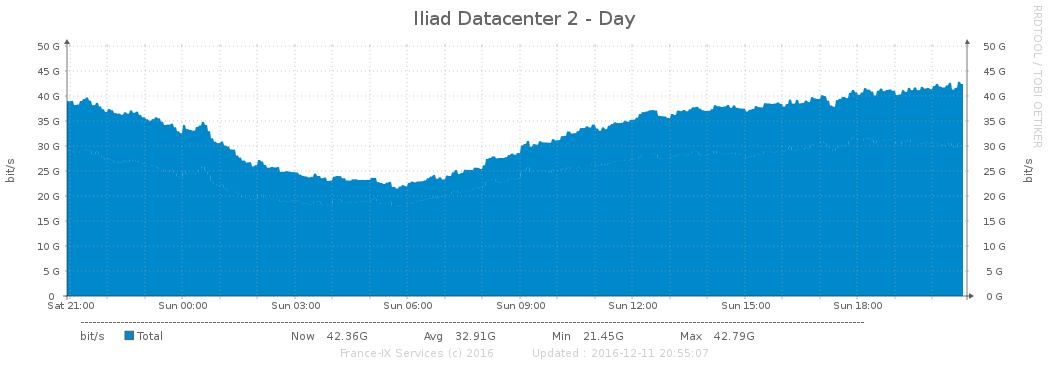 Iliad Datacenter 2 - Day
RRDTOOL / TOBI OETIKER
50 G 50 G
45 G 45 G
40 G 40 G
35 G 35 G
30 G 30 G
25 G 25 G
20 G 20 G
15 G 15 G
10 G 10 G
5 G 5 G
0 0 G
bit/s bit/s
Sat 21:00 Sun 00:00 Sun 03:00 Sun 06:00 Sun 09:00 Sun 12:00 Sun 15:00 Sun 18:00
bit/s Total Now 42.36G Avg 32.91G Min 21.45G Max 42.79G
France-IX Services (c) 2016 Updated : 2016-12-11 20:55:07